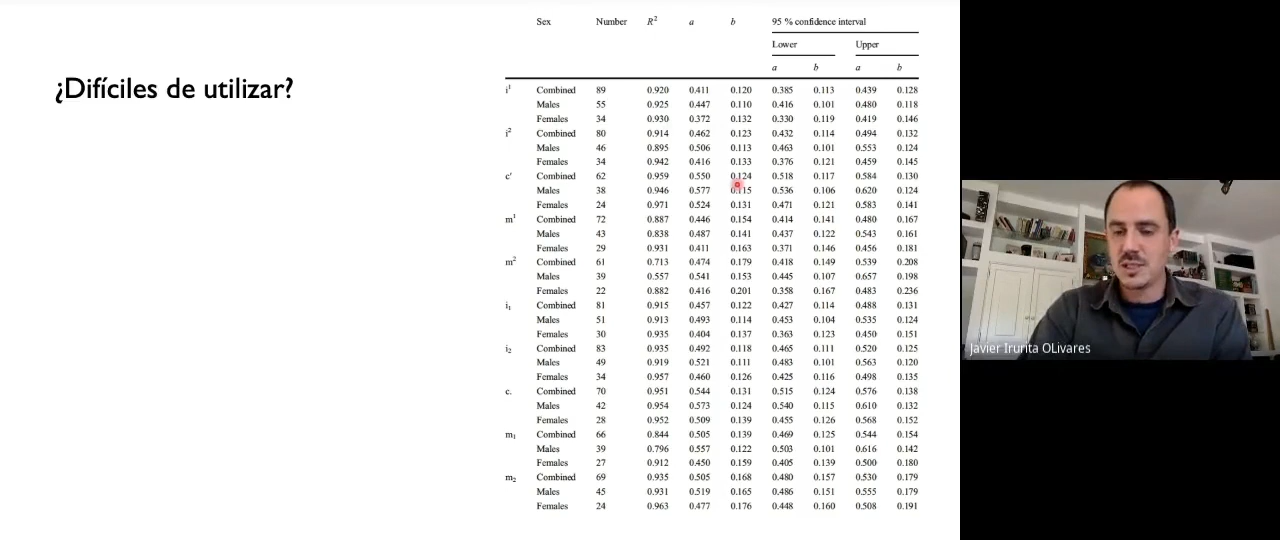 ¿Difíciles de utilizar?
Sex Number R² a b 95 % confidence interval
Lower Upper
a b a b
i¹ Combined 89 0.920 0.411 0.120 0.385 0.113 0.439 0.128
Males 55 0.925 0.447 0.110 0.416 0.101 0.480 0.118
Females 34 0.930 0.372 0.132 0.330 0.119 0.419 0.146
i² Combined 80 0.914 0.462 0.123 0.432 0.114 0.494 0.132
Males 46 0.895 0.506 0.113 0.463 0.101 0.553 0.124
Females 34 0.942 0.416 0.133 0.376 0.121 0.459 0.145
c' Combined 62 0.959 0.550 0.124 0.518 0.117 0.584 0.130
Males 38 0.946 0.577 0.115 0.536 0.106 0.620 0.124
Females 24 0.971 0.524 0.131 0.471 0.121 0.583 0.141
m¹ Combined 72 0.887 0.446 0.154 0.414 0.141 0.480 0.167
Males 43 0.838 0.487 0.141 0.437 0.122 0.543 0.161
Females 29 0.931 0.411 0.163 0.371 0.146 0.456 0.181
m² Combined 61 0.713 0.474 0.179 0.418 0.149 0.539 0.208
Males 39 0.557 0.541 0.153 0.445 0.107 0.657 0.198
Females 22 0.882 0.416 0.201 0.358 0.167 0.483 0.236
i₁ Combined 81 0.915 0.457 0.122 0.427 0.114 0.488 0.131
Males 51 0.913 0.493 0.114 0.453 0.104 0.535 0.124
Females 30 0.935 0.404 0.137 0.363 0.123 0.450 0.151
i₂ Combined 83 0.935 0.492 0.118 0.465 0.111 0.520 0.125
Males 49 0.919 0.521 0.111 0.483 0.101 0.563 0.120
Females 34 0.957 0.460 0.126 0.425 0.116 0.498 0.135
c. Combined 70 0.951 0.544 0.131 0.515 0.124 0.576 0.138
Males 42 0.954 0.573 0.124 0.540 0.115 0.610 0.132
Females 28 0.952 0.509 0.139 0.455 0.126 0.568 0.152
m₁ Combined 66 0.844 0.505 0.139 0.469 0.125 0.544 0.154
Males 39 0.796 0.557 0.122 0.503 0.101 0.616 0.142
Females 27 0.912 0.450 0.159 0.405 0.139 0.500 0.180
m₂ Combined 69 0.935 0.505 0.168 0.480 0.157 0.530 0.179
Males 45 0.931 0.519 0.165 0.486 0.151 0.555 0.179
Females 24 0.963 0.477 0.176 0.448 0.160 0.508 0.191
Javier Irurita OLivares